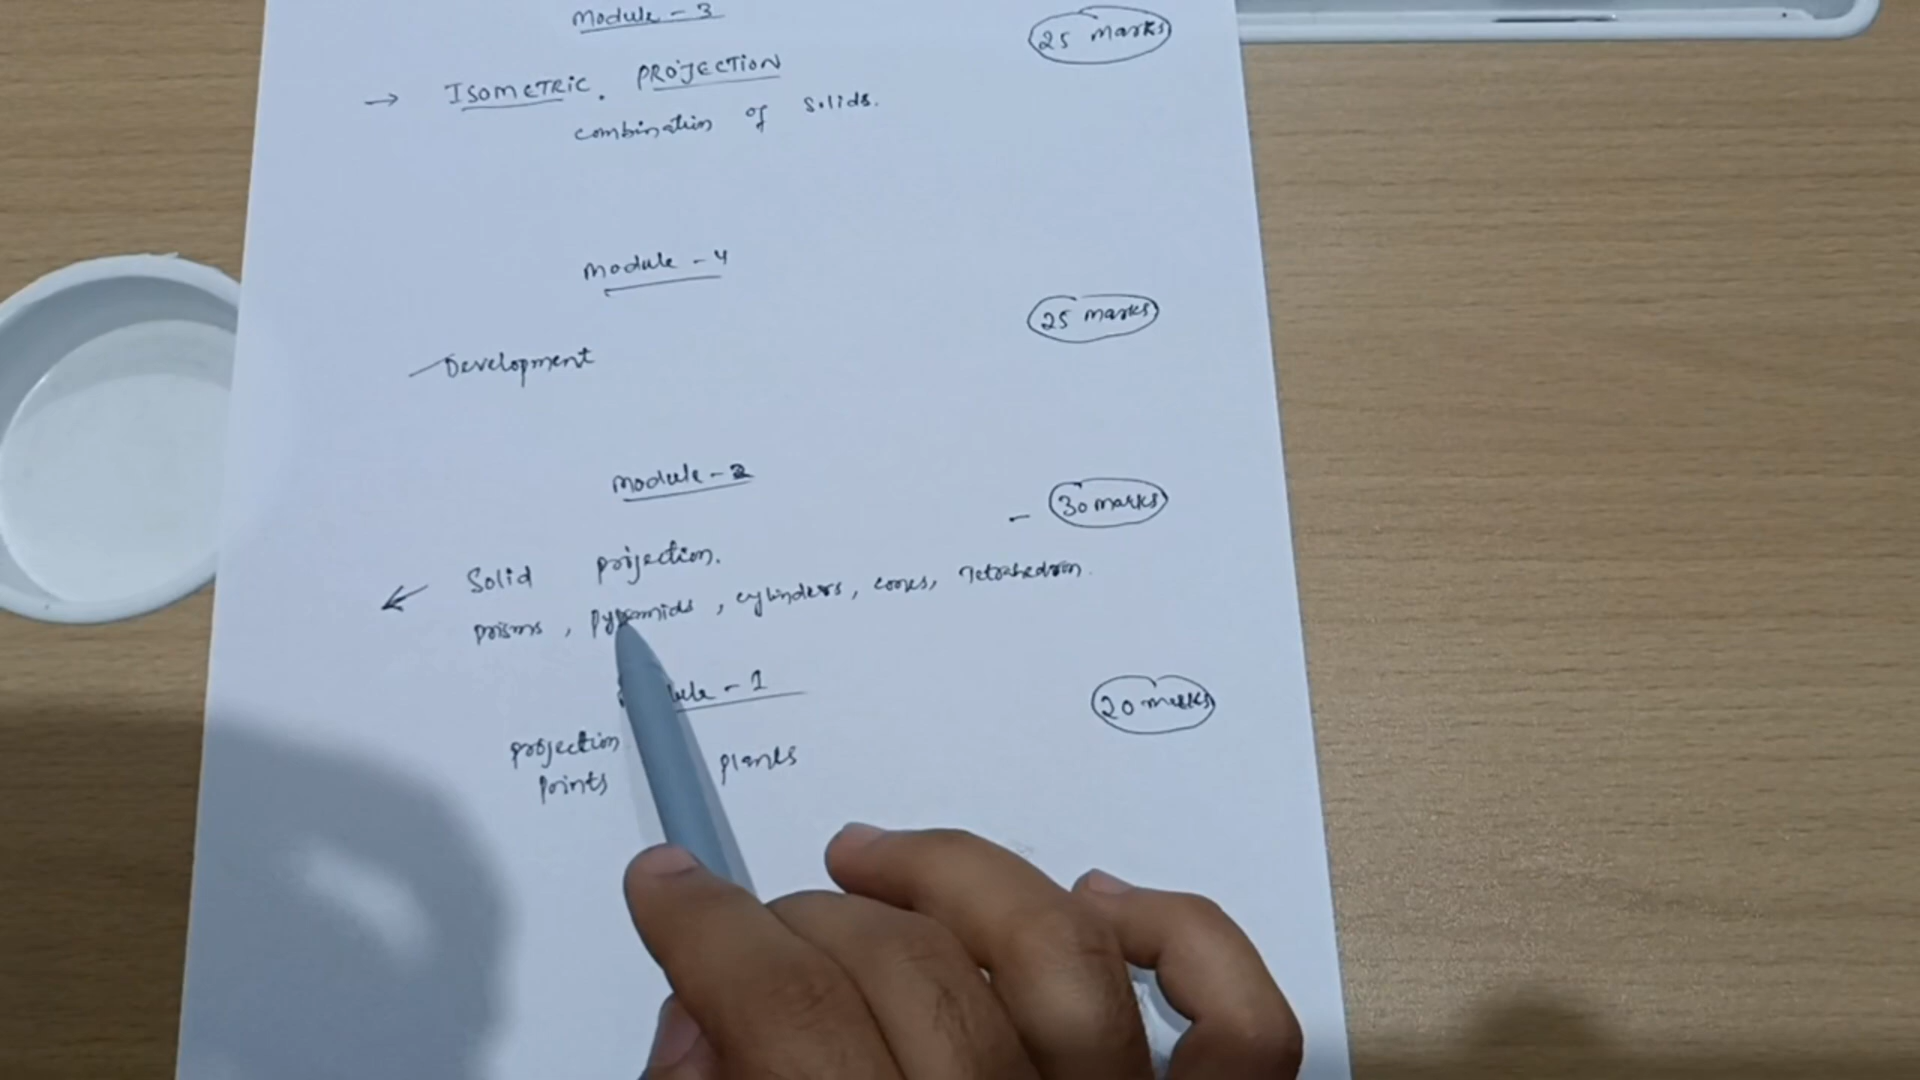 Module - 3
25 marks
→ ISOMETRIC PROJECTION
combination of solids.
Module - 4
25 marks
Development
Module - 2
30 marks
Solid projection.
prisms, pyramids, cylinders, cones, Tetrahedron.
- 1
20 marks
projection
points planes